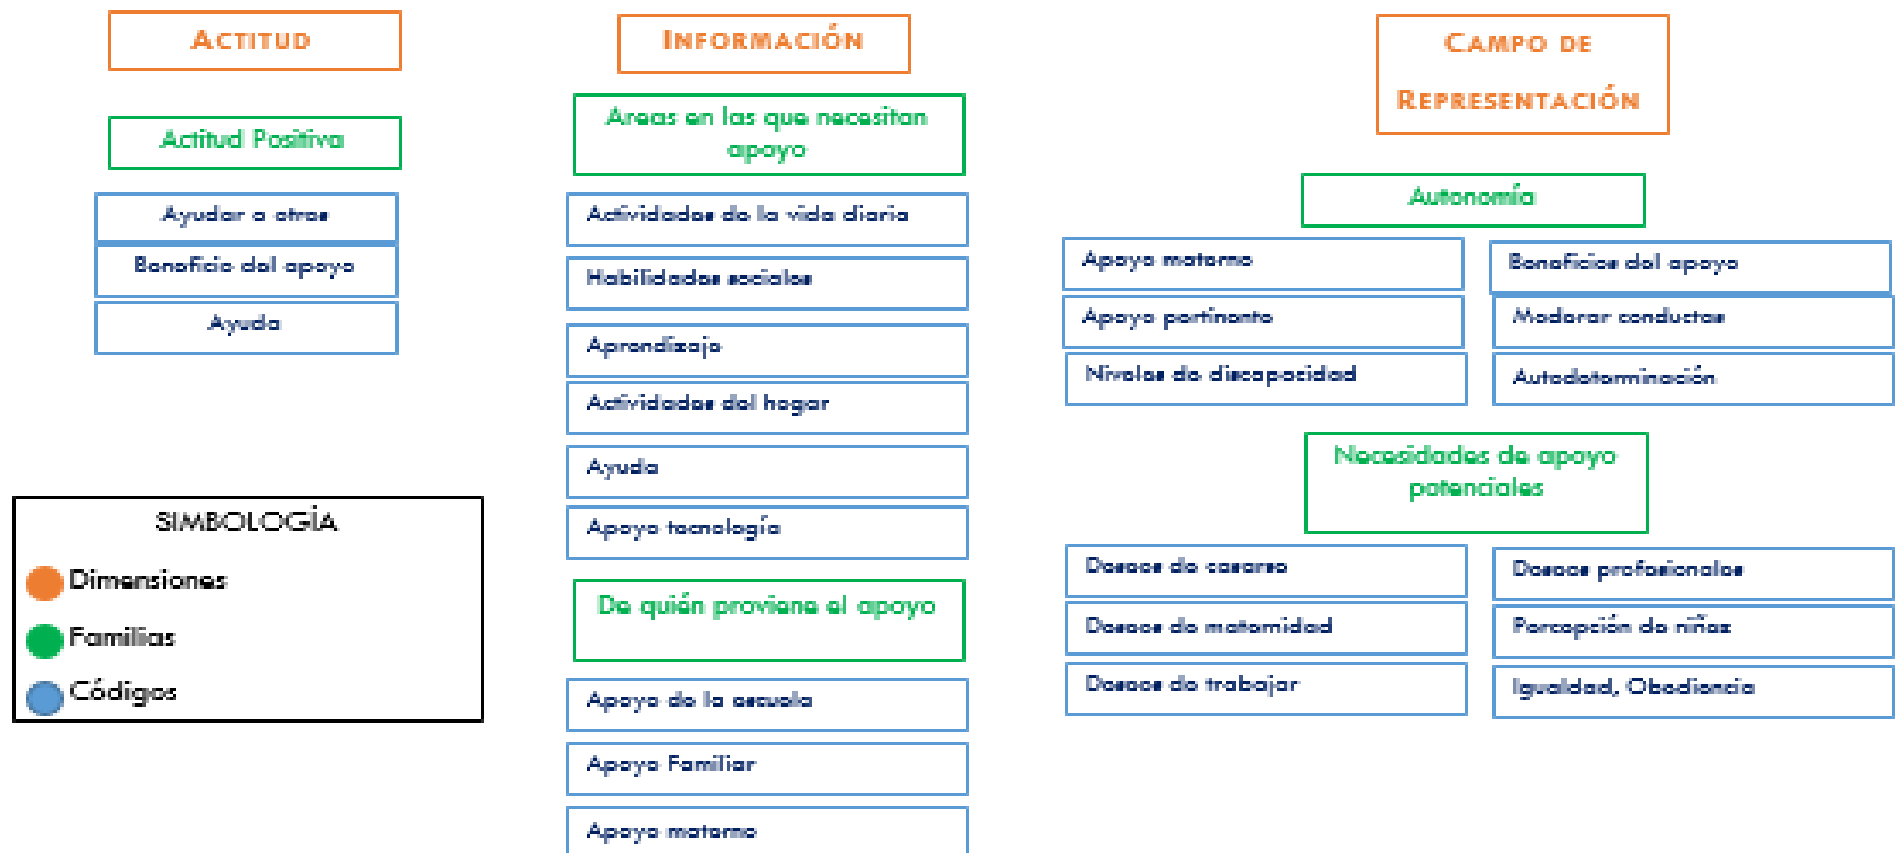 ACTITUD
Actitud Positiva
Ayudar a otros
Beneficio del apoyo
Ayuda
SIMBOLOGÍA
Dimensiones
Familias
Códigos
INFORMACIÓN
Areas en las que necesitan
apoyo
Actividades de la vida diaria
Habilidades sociales
Aprendizaje
Actividades del hogar
Ayuda
Apoyo tecnología
De quién proviene el apoyo
Apoyo de la escuela
Apoyo Familiar
Apoyo materno
CAMPO DE
REPRESENTACIÓN
Autonomía
Apoyo materno
Beneficios del apoyo
Apoyo pertinente
Moderar conductas
Niveles de discapacidad
Autodeterminación
Necesidades de apoyo
potenciales
Deseos de casarse
Deseos profesionales
Deseos de maternidad
Percepción de niñez
Deseos de trabajar
Igualdad, Obediencia